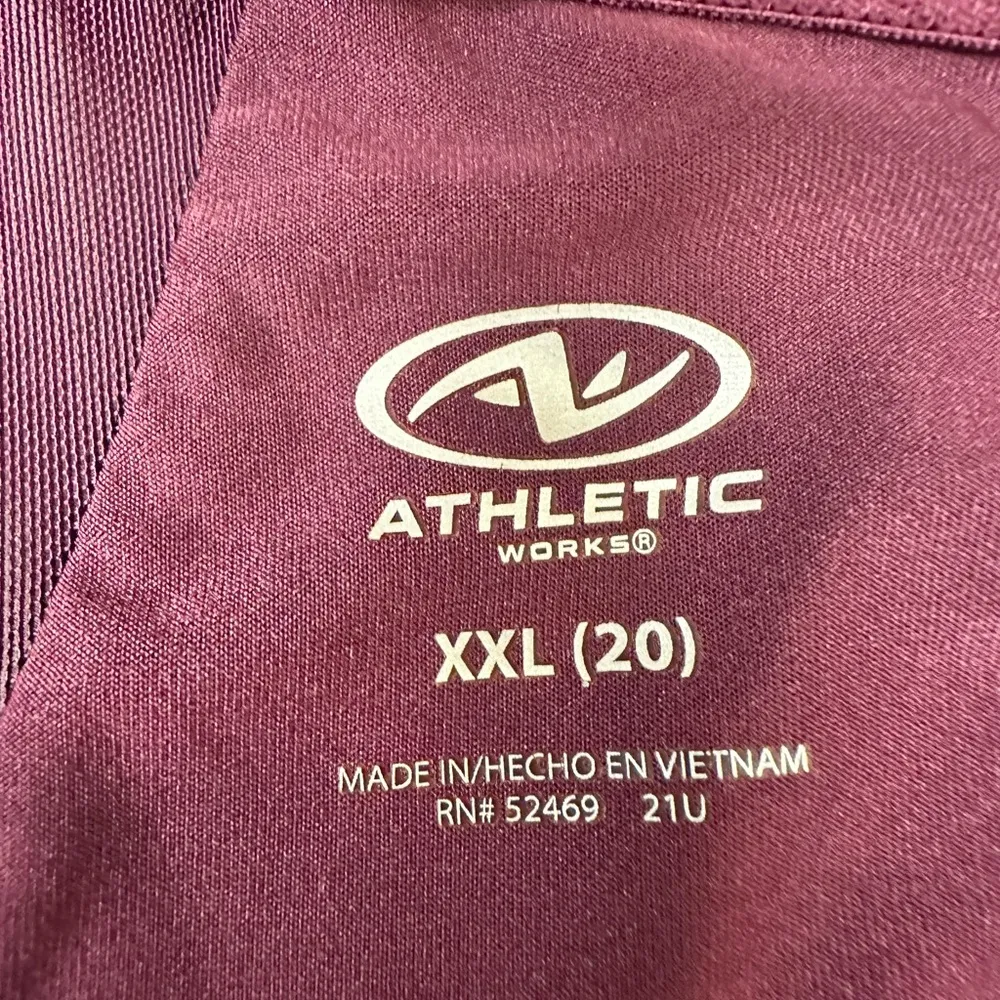 ATHLETIC
WORKS®
XXL (20)
MADE IN/HECHO EN VIETNAM
RN# 52469 21U